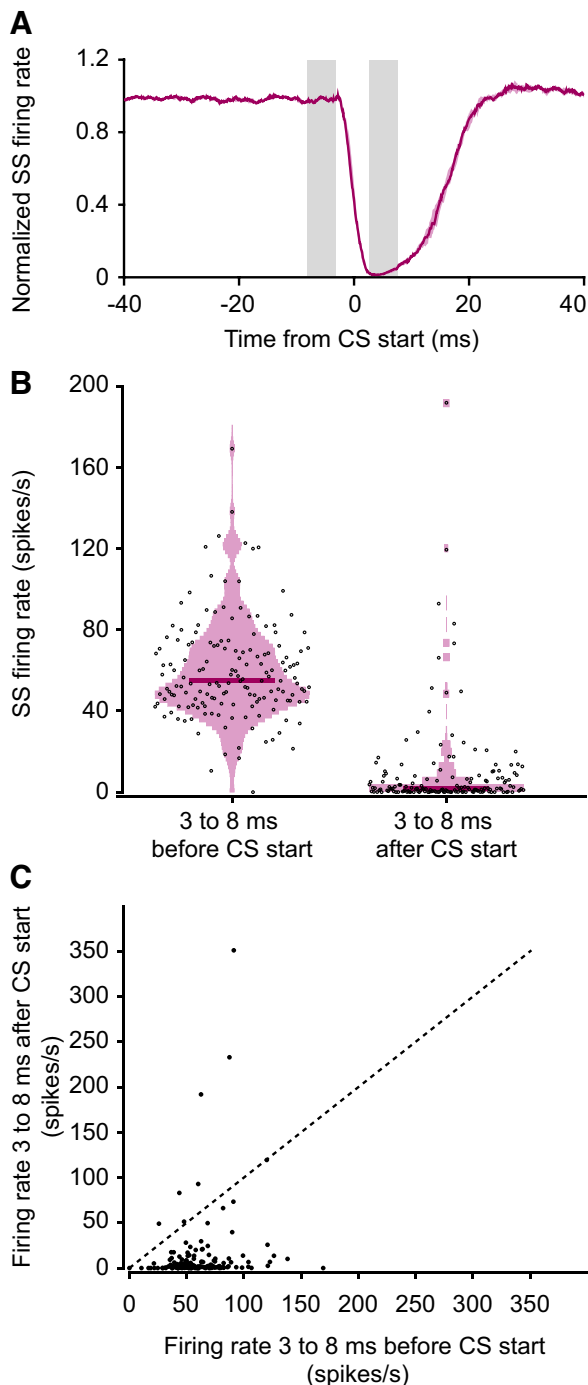 A
Normalized SS firing rate
1.2
0.8
0.4
0
-40
-20
0
20
40
Time from CS start (ms)
B
SS firing rate (spikes/s)
200
160
120
80
40
0
3 to 8 ms
before CS start
3 to 8 ms
after CS start
C
Firing rate 3 to 8 ms after CS start
(spikes/s)
350
300
250
200
150
100
50
0
0
50
100
150
200
250
300
350
Firing rate 3 to 8 ms before CS start
(spikes/s)